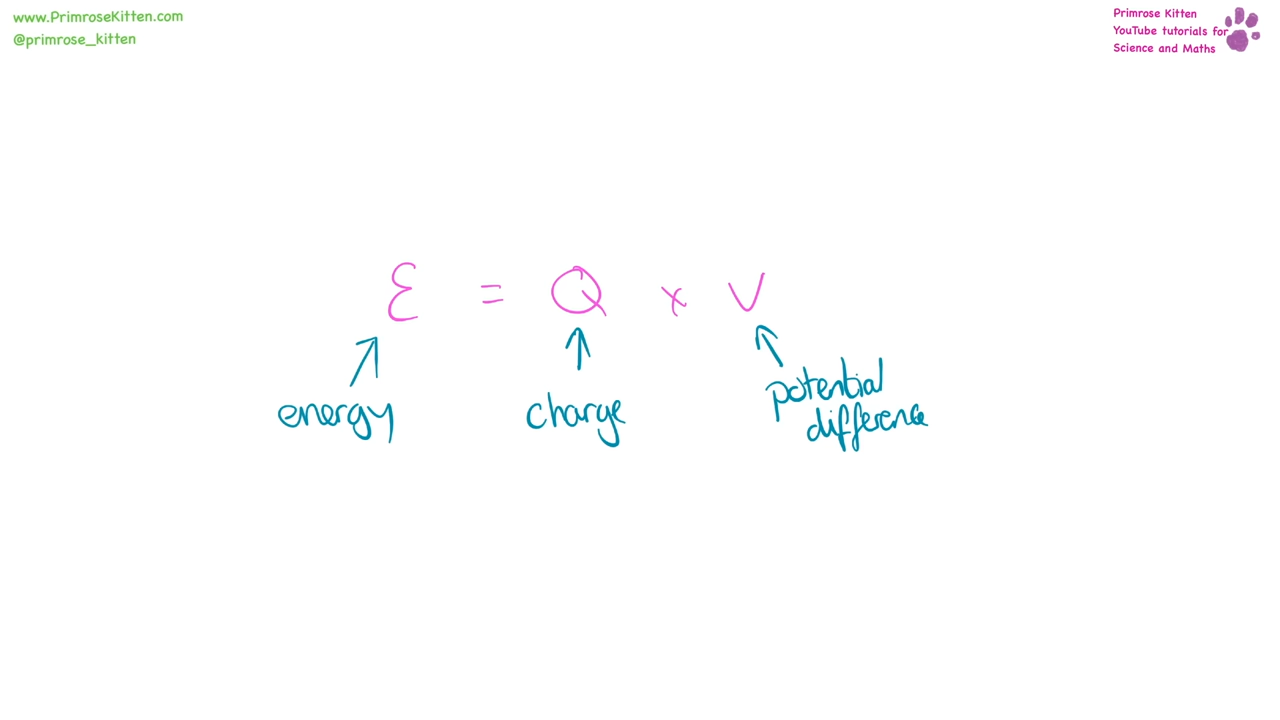 www.PrimroseKitten.com
@primrose_kitten
Primrose Kitten
YouTube tutorials for
Science and Maths
E = Q x V
energy
charge
potential
difference